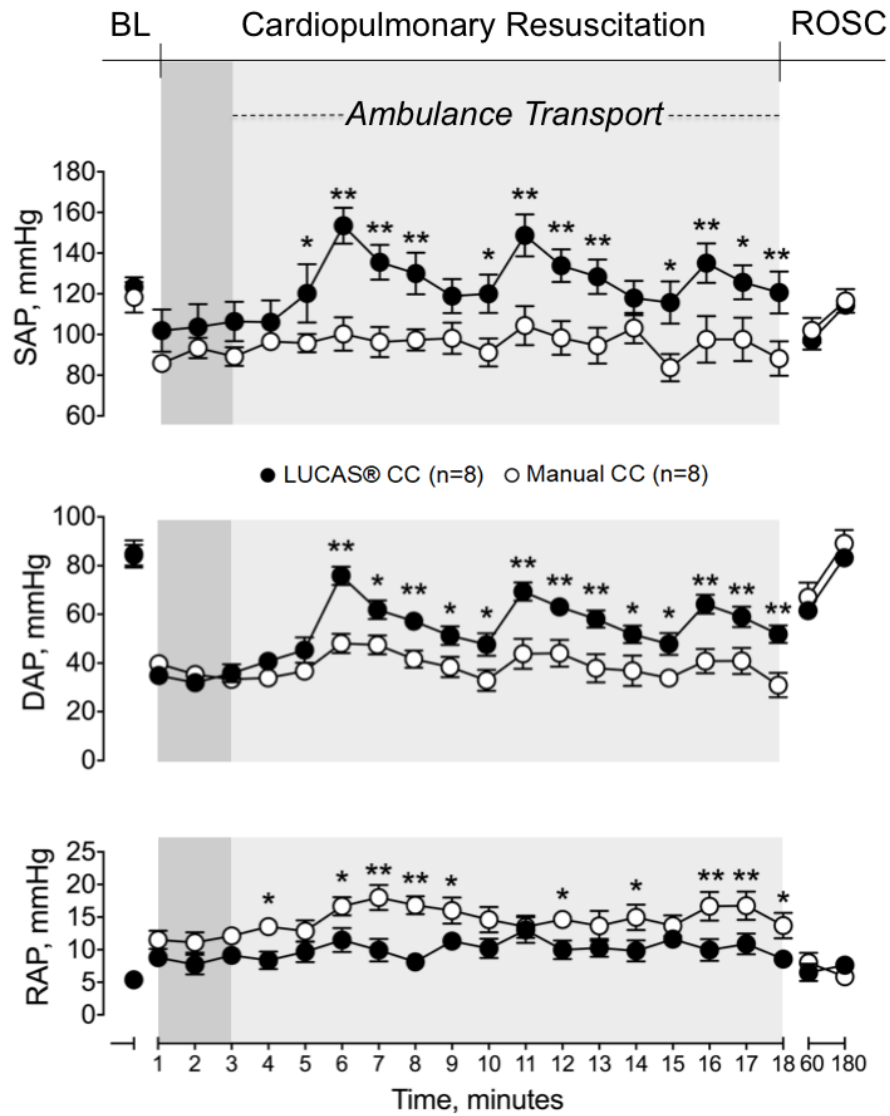 BL Cardiopulmonary Resuscitation ROSC
Ambulance Transport
SAP, mmHg
180
160
140
120
100
80
60
** ** **
* ** ** * ** ** * * **
● LUCAS® CC (n=8) ○ Manual CC (n=8)
DAP, mmHg
100
80
60
40
20
0
** * ** * * ** ** ** * * ** ** **
RAP, mmHg
25
20
15
10
5
0
* * ** ** * * * ** ** *
1 2 3 4 5 6 7 8 9 10 11 12 13 14 15 16 17 18 60 180
Time, minutes